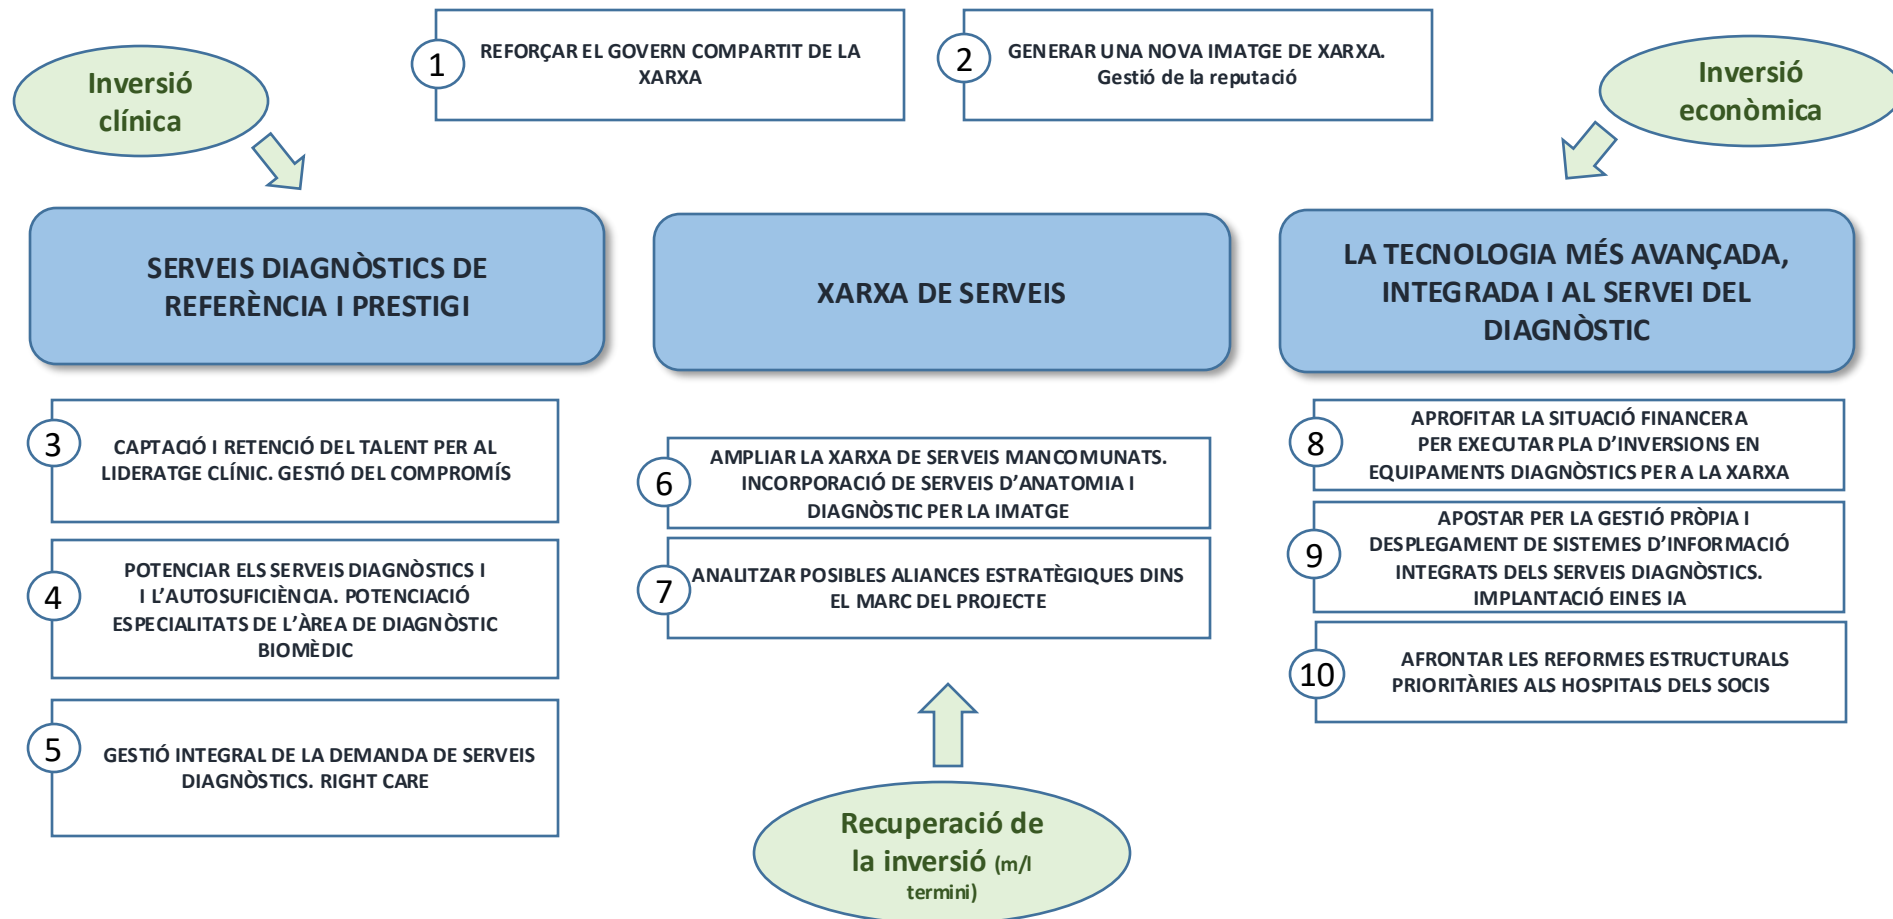 Inversió
clínica
1
REFORÇAR EL GOVERN COMPARTIT DE LA
XARXA
2
GENERAR UNA NOVA IMATGE DE XARXA.
Gestió de la reputació
Inversió
econòmica
SERVEIS DIAGNÒSTICS DE
REFERÈNCIA I PRESTIGI
XARXA DE SERVEIS
LA TECNOLOGIA MÉS AVANÇADA,
INTEGRADA I AL SERVEI DEL
DIAGNÒSTIC
3
CAPTACIÓ I RETENCIÓ DEL TALENT PER AL
LIDERATGE CLÍNIC. GESTIÓ DEL COMPROMÍS
4
POTENCIAR ELS SERVEIS DIAGNÒSTICS I
I L’AUTOSUFICIÈNCIA. POTENCIACIÓ
ESPECIALITATS DE L’ÀREA DE DIAGNÒSTIC
BIOMÈDIC
5
GESTIÓ INTEGRAL DE LA DEMANDA DE SERVEIS
DIAGNÒSTICS. RIGHT CARE
6
AMPLIAR LA XARXA DE SERVEIS MANCOMUNATS.
INCORPORACIÓ DE SERVEIS D’ANATOMIA I
DIAGNÒSTIC PER LA IMATGE
7
ANALITZAR POSIBLES ALIANCES ESTRATÈGIQUES DINS
EL MARC DEL PROJECTE
8
APROFITAR LA SITUACIÓ FINANCERA
PER EXECUTAR PLA D’INVERSIONS EN
EQUIPAMENTS DIAGNÒSTICS PER A LA XARXA
9
APOSTAR PER LA GESTIÓ PRÒPIA I
DESPLEGAMENT DE SISTEMES D’INFORMACIÓ
INTEGRATS DELS SERVEIS DIAGNÒSTICS.
IMPLANTACIÓ EINES IA
10
AFRONTAR LES REFORMES ESTRUCTURALS
PRIORITÀRIES ALS HOSPITALS DELS SOCIS
Recuperació de
la inversió (m/l
termini)